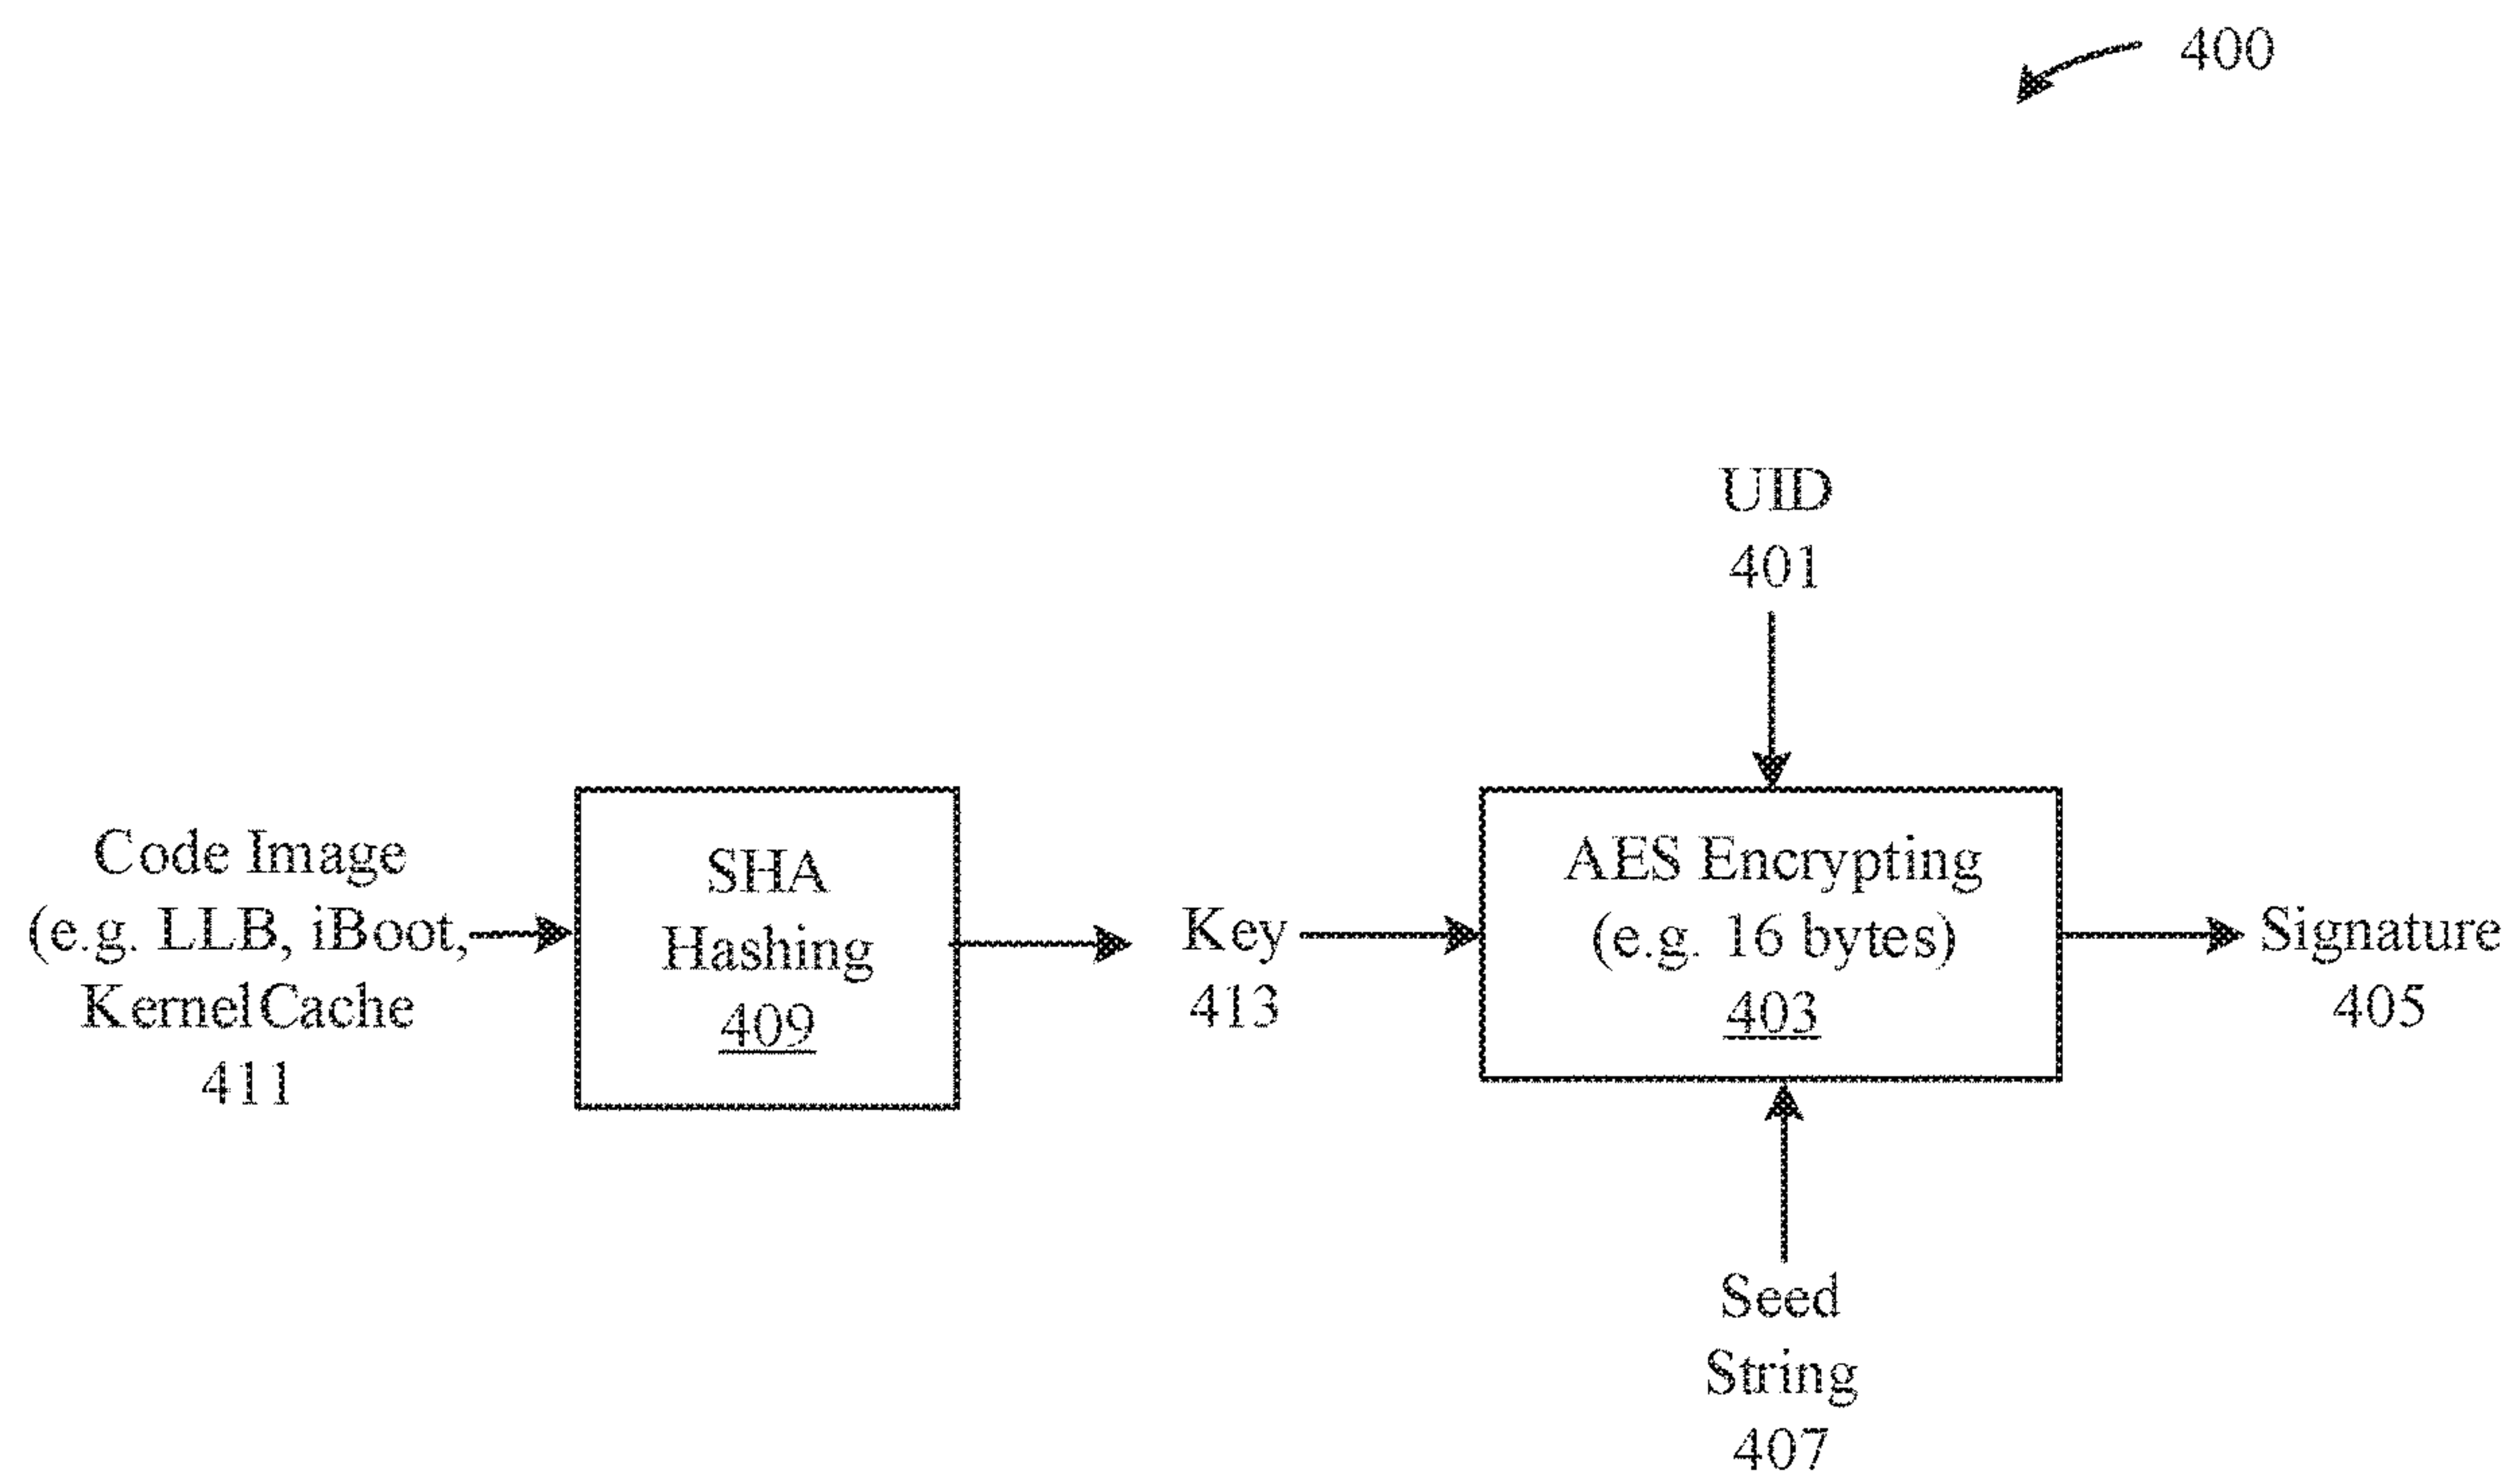 400
UID
401
Code Image
(e.g. LLB, iBoot,
KernelCache
411
SHA
Hashing
409
Key
413
AES Encrypting
(e.g. 16 bytes)
403
Signature
405
Seed
String
407